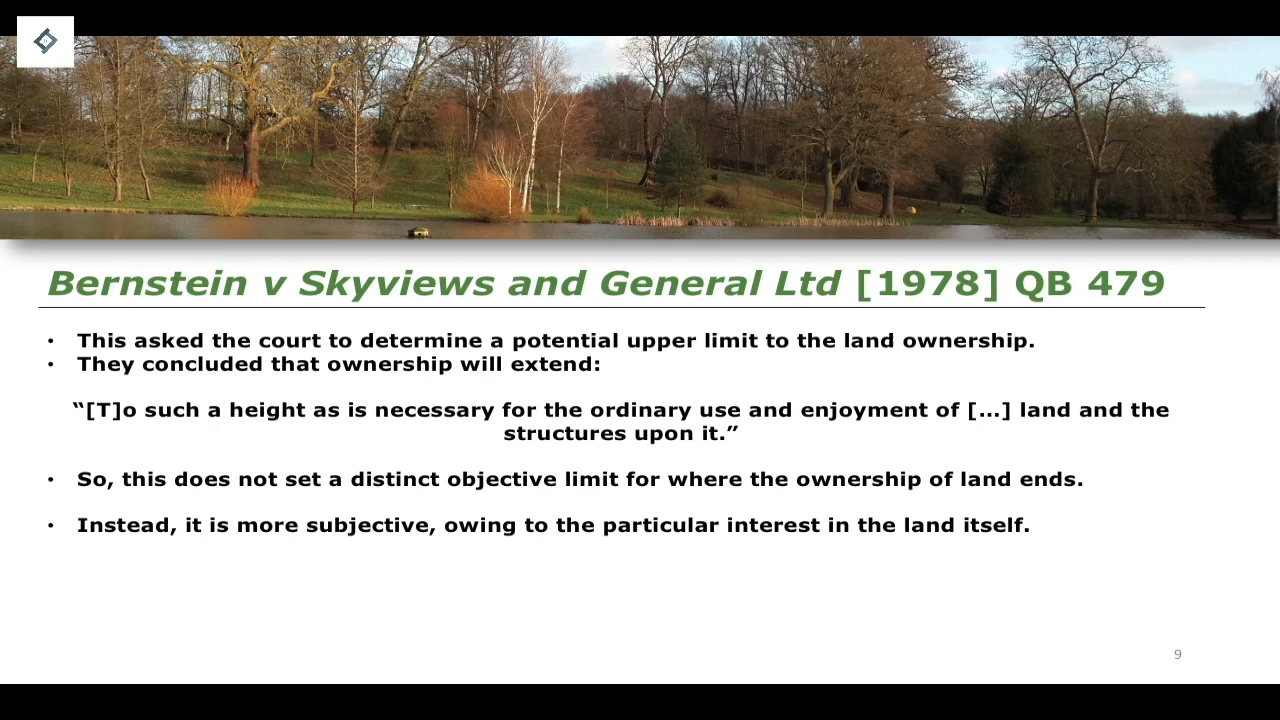 Bernstein v Skyviews and General Ltd [1978] QB 479
• This asked the court to determine a potential upper limit to the land ownership.
• They concluded that ownership will extend:
“[T]o such a height as is necessary for the ordinary use and enjoyment of […] land and the
structures upon it.”
• So, this does not set a distinct objective limit for where the ownership of land ends.
• Instead, it is more subjective, owing to the particular interest in the land itself.
9